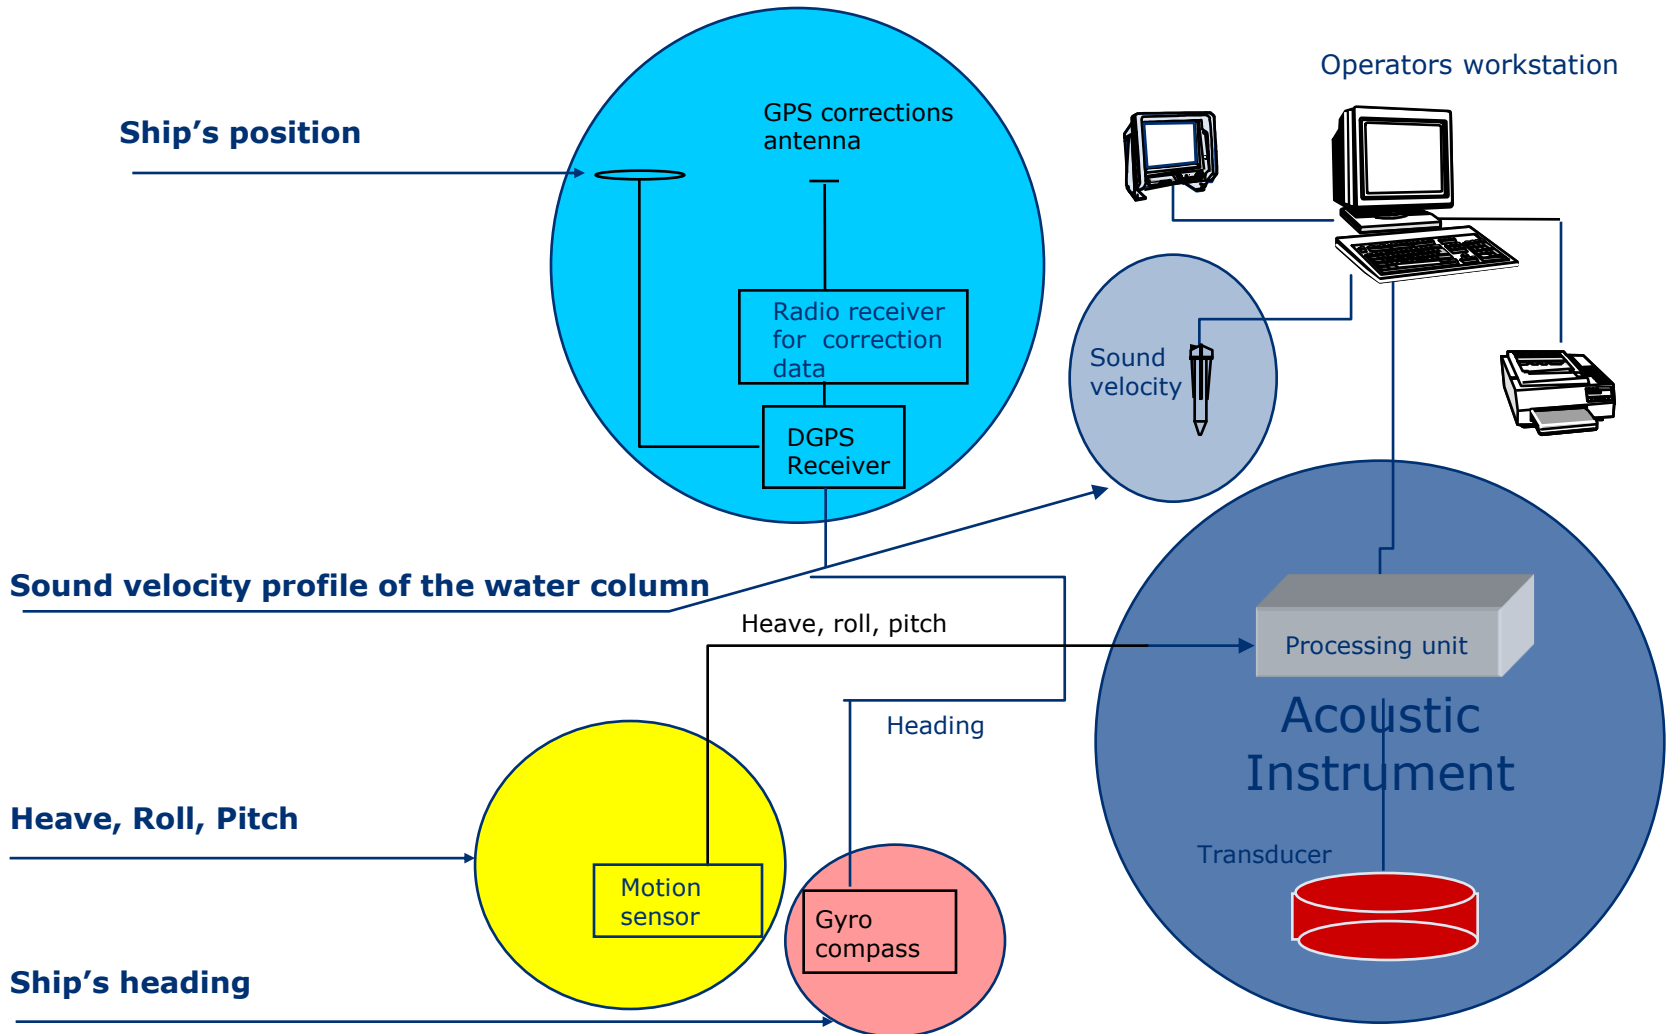 Operators workstation
Ship's position
GPS corrections
antenna
Radio receiver
for correction
data
Sound
velocity
DGPS
Receiver
Sound velocity profile of the water column
Heave, roll, pitch
Processing unit
Acoustic
Instrument
Heading
Heave, Roll, Pitch
Transducer
Motion
sensor
Gyro
compass
Ship's heading